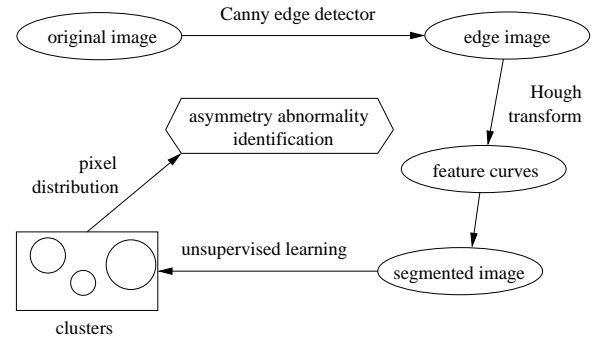 Canny edge detector
original image
edge image
Hough
transform
asymmetry abnormality
identification
pixel
distribution
feature curves
unsupervised learning
segmented image
clusters